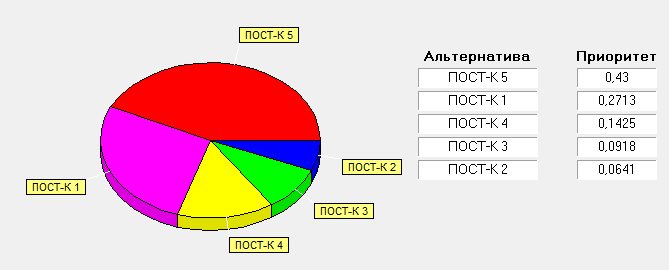 ПОСТ-К 5
ПОСТ-К 1
ПОСТ-К 2
ПОСТ-К 3
ПОСТ-К 4
Альтернатива Приоритет
ПОСТ-К 5 0,43
ПОСТ-К 1 0,2713
ПОСТ-К 4 0,1425
ПОСТ-К 3 0,0918
ПОСТ-К 2 0,0641